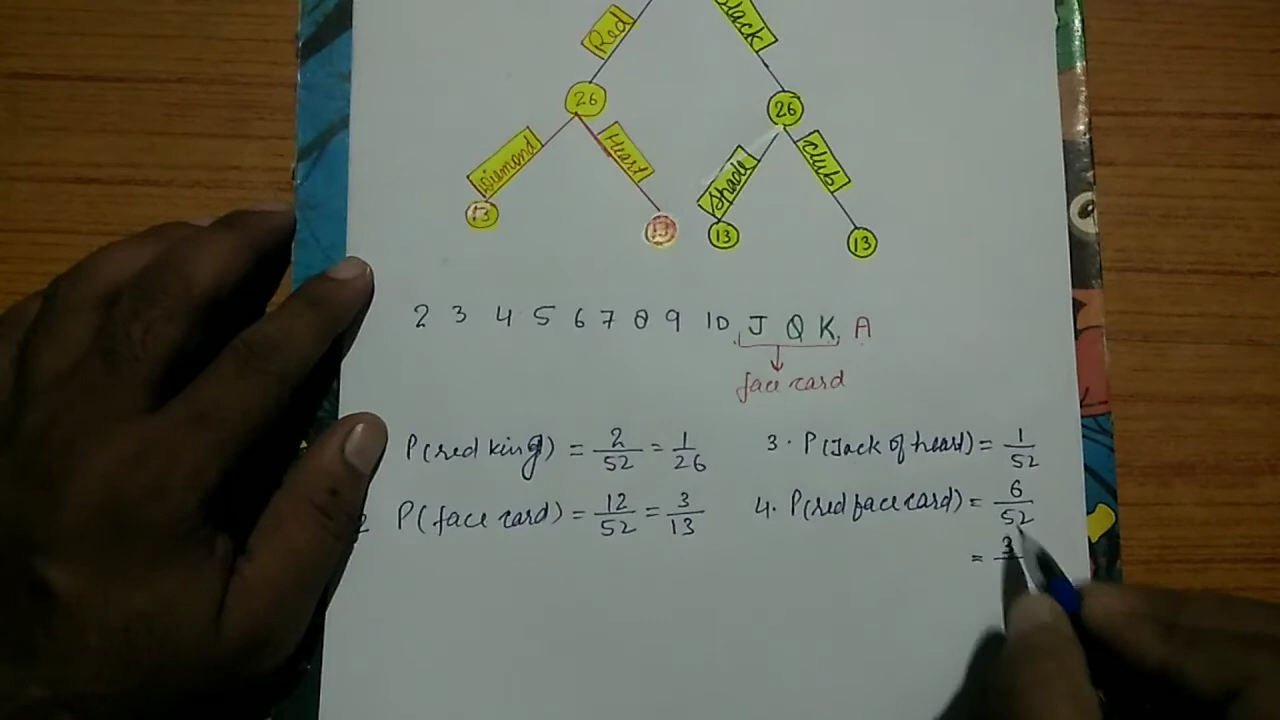 Red Black
26 26
Diamond Heart Shade Club
13 13 13 13
2 3 4 5 6 7 8 9 10, J Q K, A
face card
P(red king) = 2/52 = 1/26
3. P(Jack of heart) = 1/52
2 P(face card) = 12/52 = 3/13
4. P(red face card) = 6/52
= 3